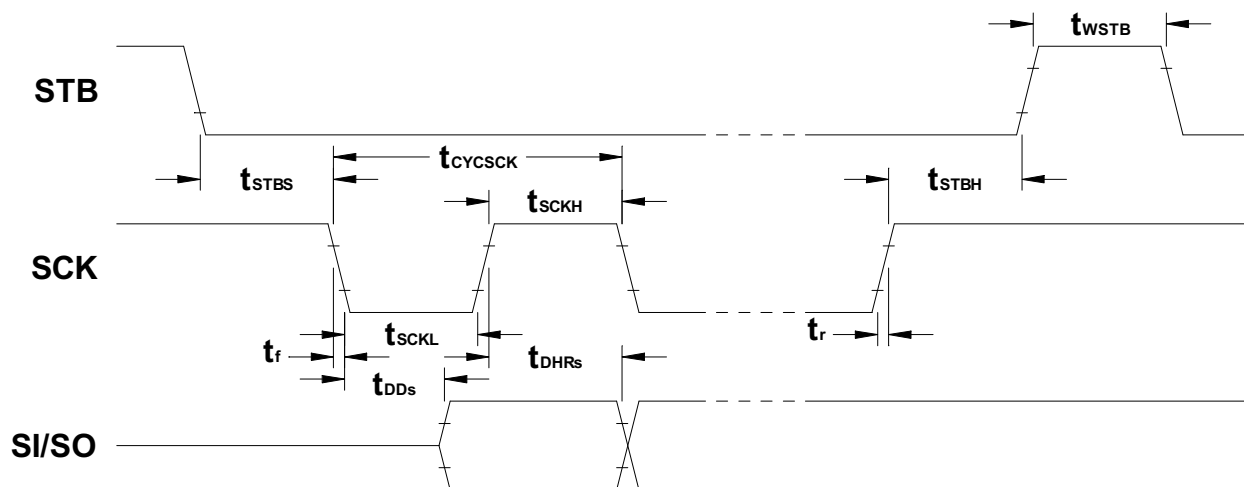 tWSTB
STB
tCYCSCK
tSTBS
tSTBH
tSCKH
SCK
tSCKL
tr
tf
tDHRs
tDDs
SI/SO